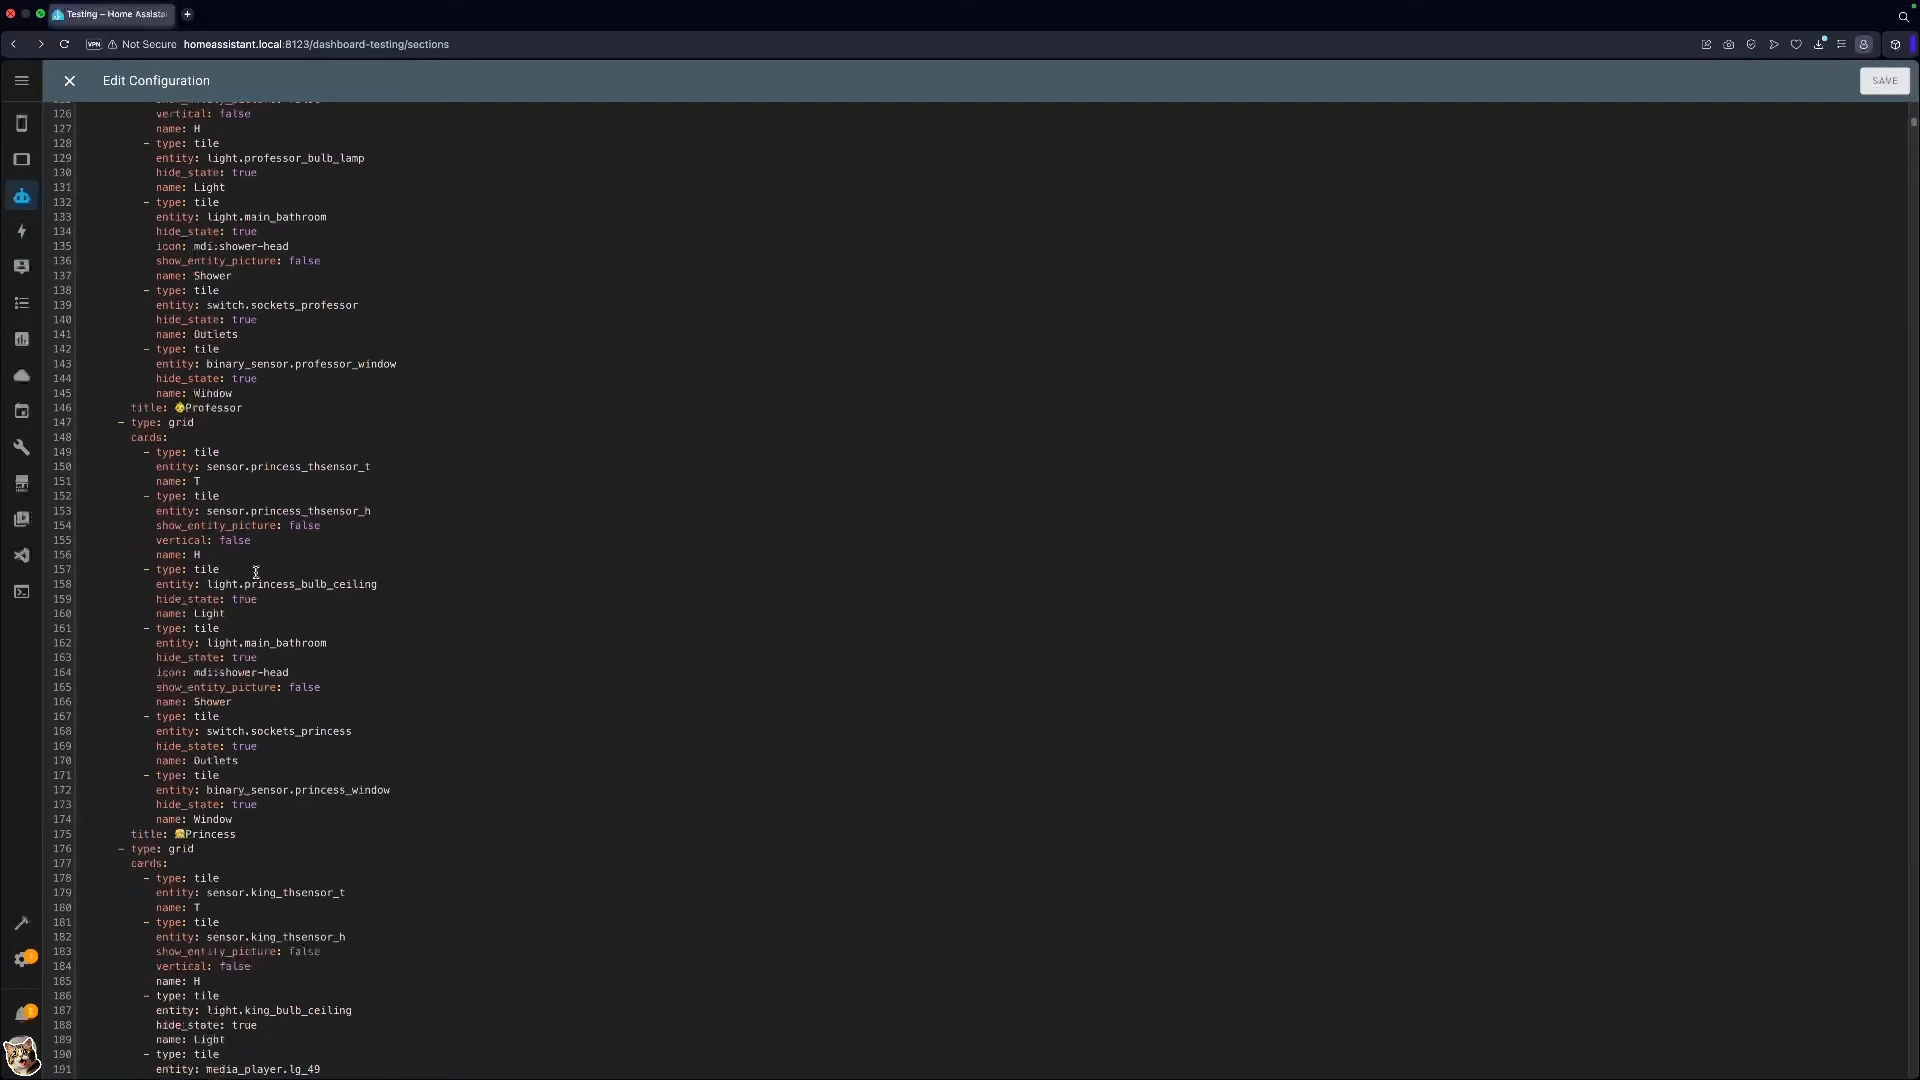 Testing – Home Assista
Not Secure homeassistant.local:8123/dashboard-testing/sections
VPN
Edit Configuration
SAVE
126 vertical: false
127 name: H
128 - type: tile
129 entity: light.professor_bulb_lamp
130 hide_state: true
131 name: Light
132 - type: tile
133 entity: light.main_bathroom
134 hide_state: true
135 icon: mdi:shower-head
136 show_entity_picture: false
137 name: Shower
138 - type: tile
139 entity: switch.sockets_professor
140 hide_state: true
141 name: Outlets
142 - type: tile
143 entity: binary_sensor.professor_window
144 hide_state: true
145 name: Window
146 title: Professor
147 - type: grid
148 cards:
149 - type: tile
150 entity: sensor.princess_thsensor_t
151 name: T
152 - type: tile
153 entity: sensor.princess_thsensor_h
154 show_entity_picture: false
155 vertical: false
156 name: H
157 - type: tile
158 entity: light.princess_bulb_ceiling
159 hide_state: true
160 name: Light
161 - type: tile
162 entity: light.main_bathroom
163 hide_state: true
164 icon: mdi:shower-head
165 show_entity_picture: false
166 name: Shower
167 - type: tile
168 entity: switch.sockets_princess
169 hide_state: true
170 name: Outlets
171 - type: tile
172 entity: binary_sensor.princess_window
173 hide_state: true
174 name: Window
175 title: Princess
176 - type: grid
177 cards:
178 - type: tile
179 entity: sensor.king_thsensor_t
180 name: T
181 - type: tile
182 entity: sensor.king_thsensor_h
183 show_entity_picture: false
184 vertical: false
185 name: H
186 - type: tile
187 entity: light.king_bulb_ceiling
188 hide_state: true
189 name: Light
190 - type: tile
191 entity: media_player.lg_49